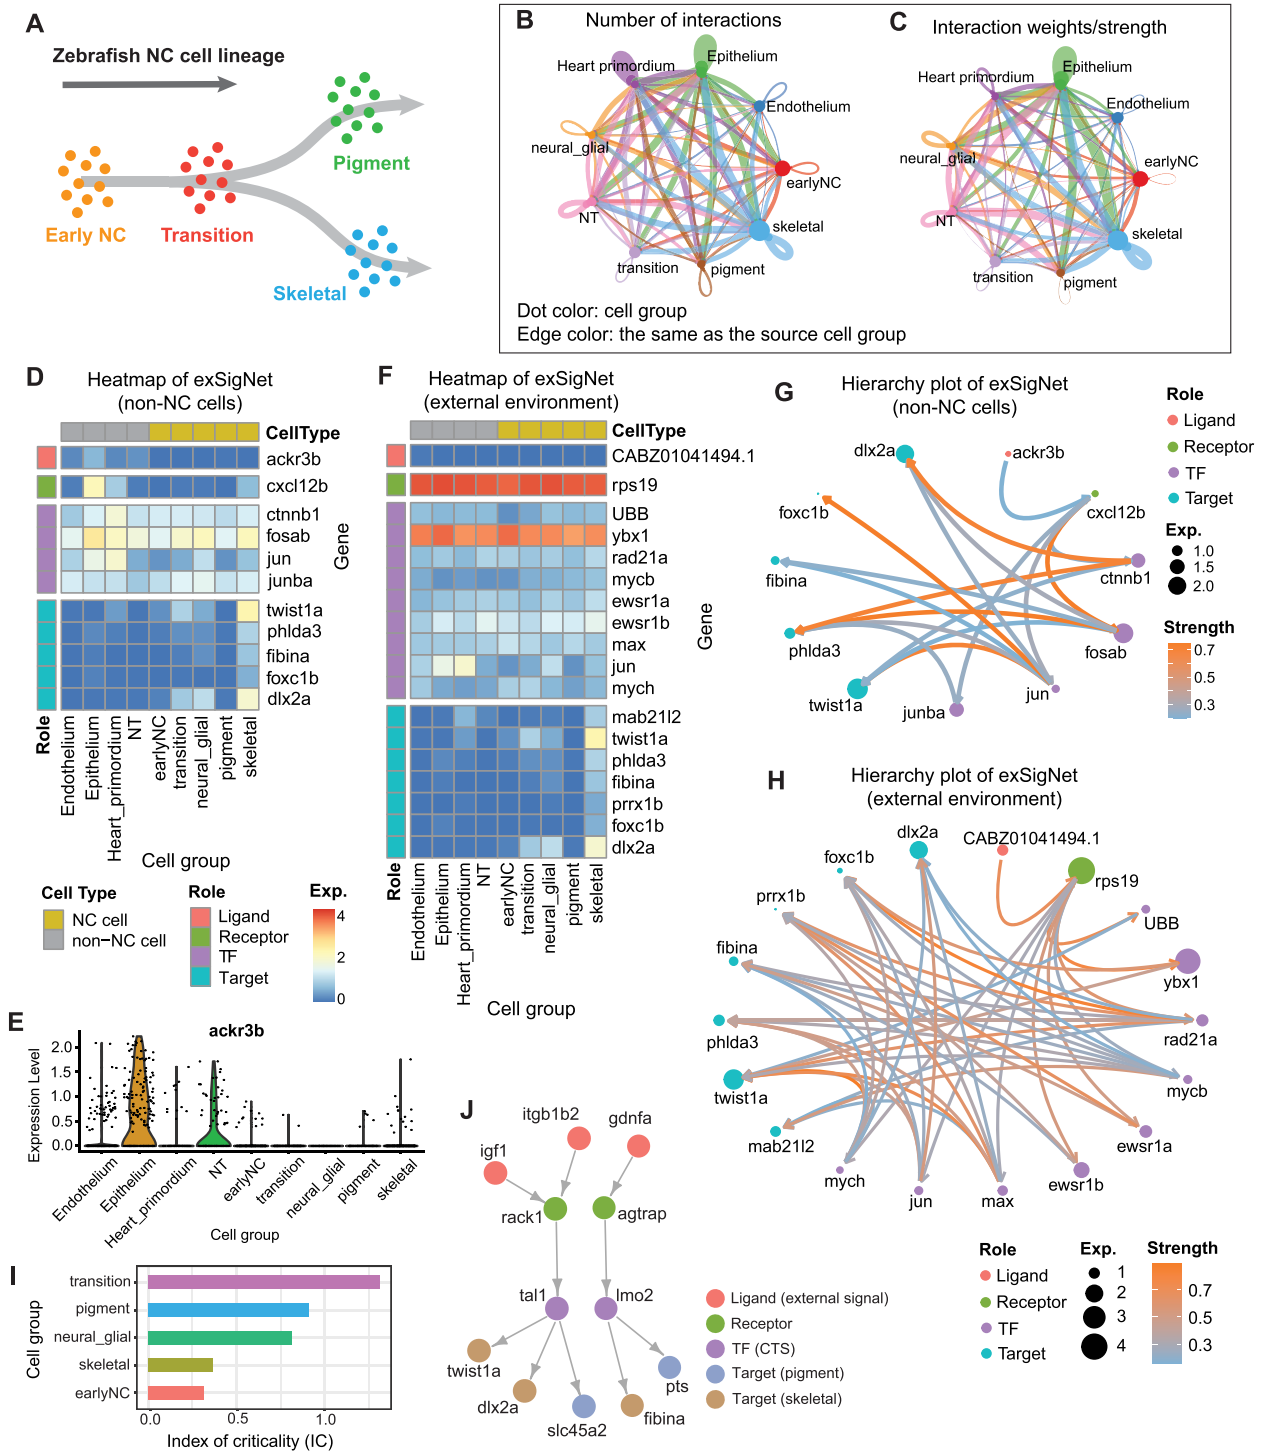 A
Zebrafish NC cell lineage
Pigment
Early NC
Transition
Skeletal
B
Number of interactions
Heart primordium
Epithelium
Endothelium
neural_glial
earlyNC
NT
skeletal
transition
pigment
C
Interaction weights/strength
Heart primordium
Epithelium
Endothelium
neural_glial
earlyNC
NT
skeletal
transition
pigment
Dot color: cell group
Edge color: the same as the source cell group
D
Heatmap of exSigNet
(non-NC cells)
CellType
ackr3b
cxcl12b
ctnnb1
fosab
jun
junba
twist1a
phlda3
fibina
foxc1b
dlx2a
Gene
Role
Endothelium
Epithelium
Heart_primordium
NT
earlyNC
transition
neural_glial
pigment
skeletal
Cell group
Cell Type
NC cell
non−NC cell
Role
Ligand
Receptor
TF
Target
Exp.
4
2
0
F
Heatmap of exSigNet
(external environment)
CellType
CABZ01041494.1
rps19
UBB
ybx1
rad21a
mycb
ewsr1a
ewsr1b
max
jun
mych
mab21l2
twist1a
phlda3
fibina
prrx1b
foxc1b
dlx2a
Gene
Role
Endothelium
Epithelium
Heart_primordium
NT
earlyNC
transition
neural_glial
pigment
skeletal
Cell group
G
Hierarchy plot of exSigNet
(non-NC cells)
dlx2a
ackr3b
foxc1b
cxcl12b
fibina
ctnnb1
phlda3
fosab
twist1a
junba
jun
Role
Ligand
Receptor
TF
Target
Exp.
1.0
1.5
2.0
Strength
0.7
0.5
0.3
H
Hierarchy plot of exSigNet
(external environment)
dlx2a
CABZ01041494.1
foxc1b
rps19
prrx1b
UBB
fibina
ybx1
phlda3
rad21a
twist1a
mycb
mab21l2
ewsr1a
mych
ewsr1b
jun
max
Role
Ligand
Receptor
TF
Target
Exp.
1
2
3
4
Strength
0.7
0.5
0.3
E
ackr3b
Expression Level
2.0
1.5
1.0
0.5
0.0
Endothelium
Epithelium
Heart_primordium
NT
earlyNC
transition
neural_glial
pigment
skeletal
Cell group
I
Cell group
transition
pigment
neural_glial
skeletal
earlyNC
0.0
0.5
1.0
Index of criticality (IC)
J
itgb1b2
gdnfa
igf1
rack1
agtrap
tal1
lmo2
twist1a
pts
dlx2a
slc45a2
fibina
Ligand (external signal)
Receptor
TF (CTS)
Target (pigment)
Target (skeletal)